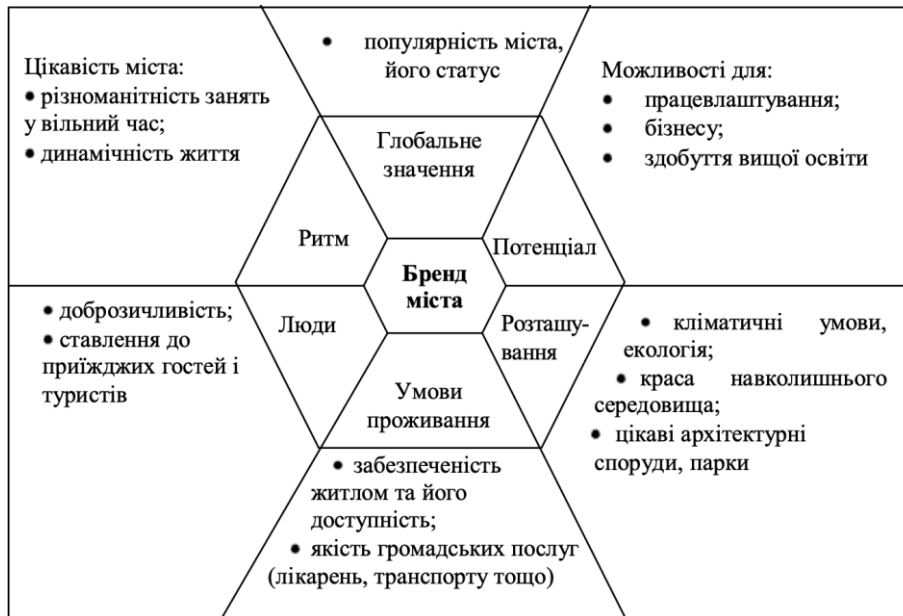 ● популярність міста,
його статус
Цікавість міста:
● різноманітність занять
у вільний час;
● динамічність життя
Можливості для:
● працевлаштування;
● бізнесу;
● здобуття вищої освіти
Глобальне
значення
Ритм
Потенціал
Бренд
міста
Люди
Розташу-
вання
Умови
проживання
● доброзичливість;
● ставлення до
приїжджих гостей і
туристів
● кліматичні умови,
екологія;
● краса навколишнього
середовища;
● цікаві архітектурні
споруди, парки
● забезпеченість
житлом та його
доступність;
● якість громадських послуг
(лікарень, транспорту тощо)